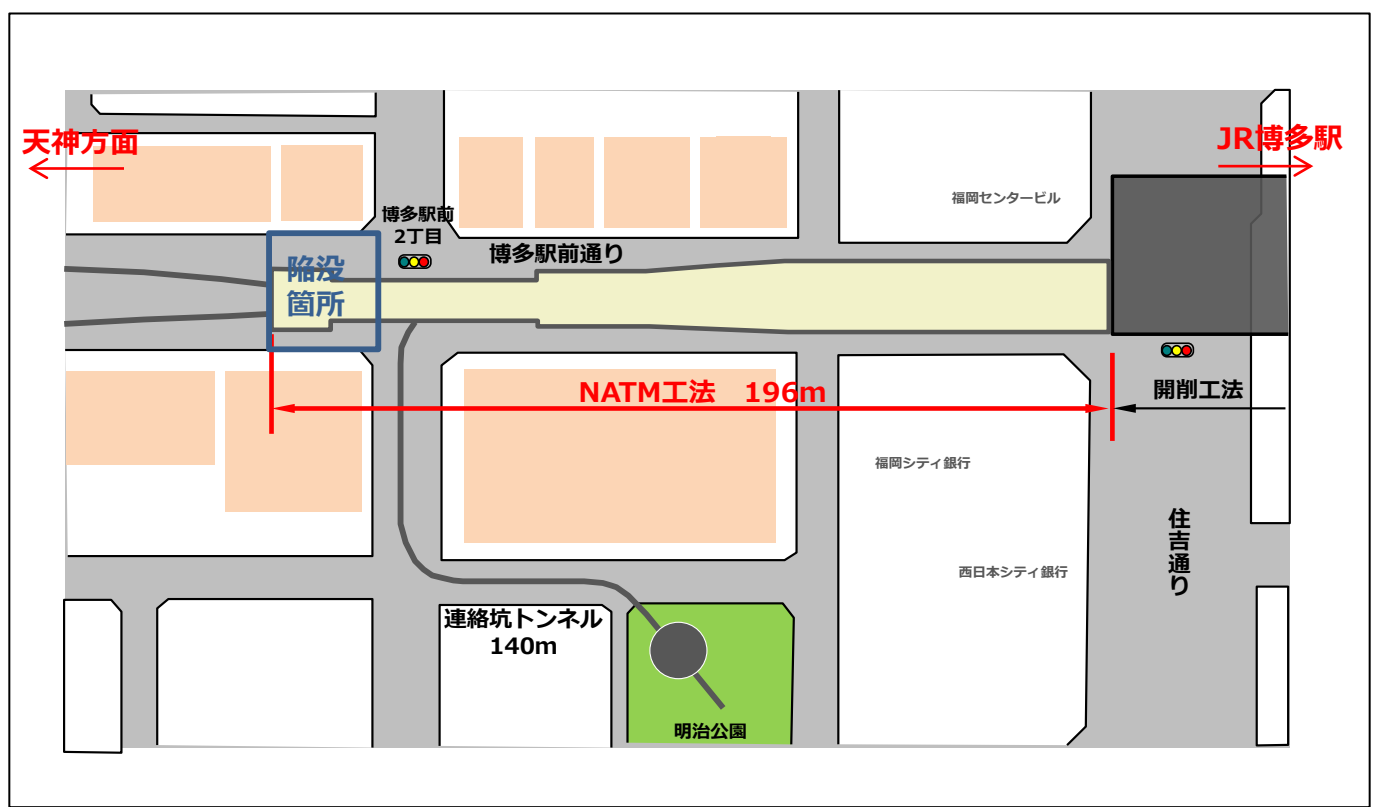 天神方面
JR博多駅
福岡センタービル
博多駅前
2丁目
博多駅前通り
陥没
箇所
NATM工法 196m
開削工法
福岡シティ銀行
住吉通り
西日本シティ銀行
連絡坑トンネル
140m
明治公園